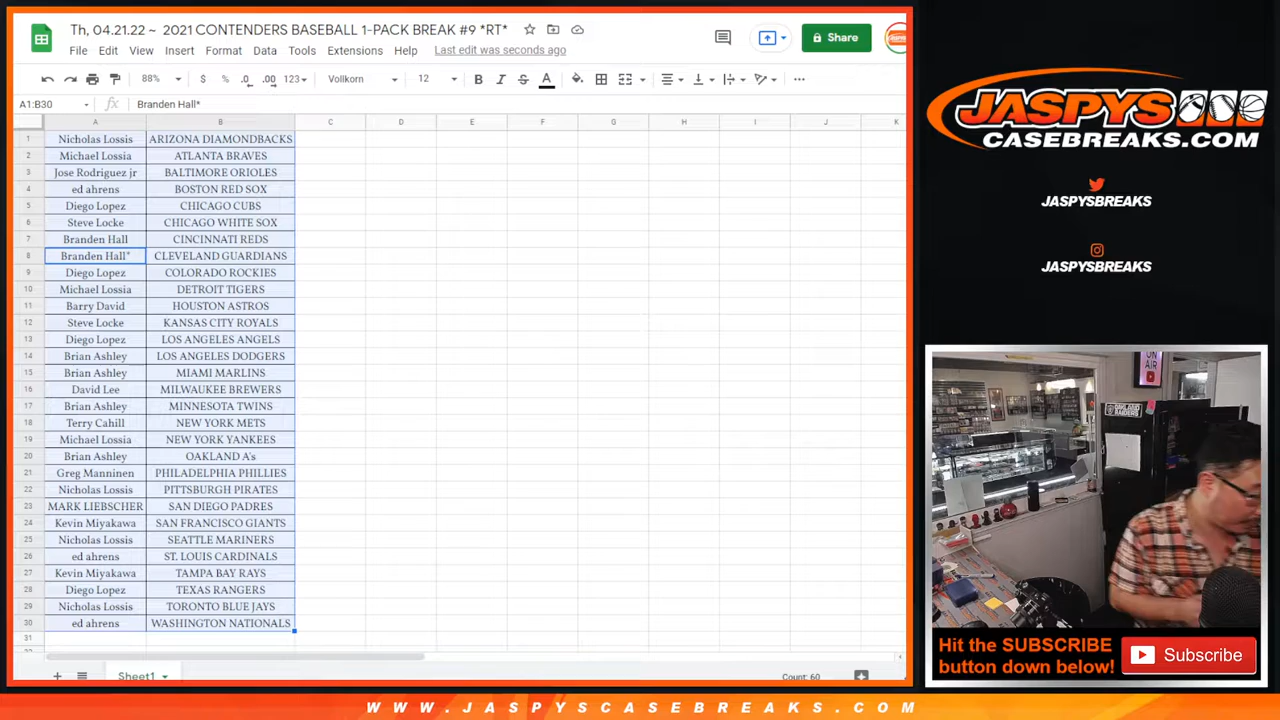 Th, 04.21.22 ~ 2021 CONTENDERS BASEBALL 1-PACK BREAK #9 *RT*
File Edit View Insert Format Data Tools Extensions Help Last edit was seconds ago
Share
88% $ % .0 .00 123 Vollkorn 12 B I S A
A1:B30 fx Branden Hall*
A B C D E F G H I J K
1 Nicholas Lossis ARIZONA DIAMONDBACKS
2 Michael Lossia ATLANTA BRAVES
3 Jose Rodriguez jr BALTIMORE ORIOLES
4 ed ahrens BOSTON RED SOX
5 Diego Lopez CHICAGO CUBS
6 Steve Locke CHICAGO WHITE SOX
7 Branden Hall CINCINNATI REDS
8 Branden Hall* CLEVELAND GUARDIANS
9 Diego Lopez COLORADO ROCKIES
10 Michael Lossia DETROIT TIGERS
11 Barry David HOUSTON ASTROS
12 Steve Locke KANSAS CITY ROYALS
13 Diego Lopez LOS ANGELES ANGELS
14 Brian Ashley LOS ANGELES DODGERS
15 Brian Ashley MIAMI MARLINS
16 David Lee MILWAUKEE BREWERS
17 Brian Ashley MINNESOTA TWINS
18 Terry Cahill NEW YORK METS
19 Michael Lossia NEW YORK YANKEES
20 Brian Ashley OAKLAND A's
21 Greg Manninen PHILADELPHIA PHILLIES
22 Nicholas Lossis PITTSBURGH PIRATES
23 MARK LIEBSCHER SAN DIEGO PADRES
24 Kevin Miyakawa SAN FRANCISCO GIANTS
25 Nicholas Lossis SEATTLE MARINERS
26 ed ahrens ST. LOUIS CARDINALS
27 Kevin Miyakawa TAMPA BAY RAYS
28 Diego Lopez TEXAS RANGERS
29 Nicholas Lossis TORONTO BLUE JAYS
30 ed ahrens WASHINGTON NATIONALS
31
Sheet1
Count: 60
JASPYS
CASEBREAKS.COM
JASPYSBREAKS
JASPYSBREAKS
ON AIR
OAKLAND RAIDERS
Hit the SUBSCRIBE
button down below!
Subscribe
WWW.JASPYSCASEBREAKS.COM